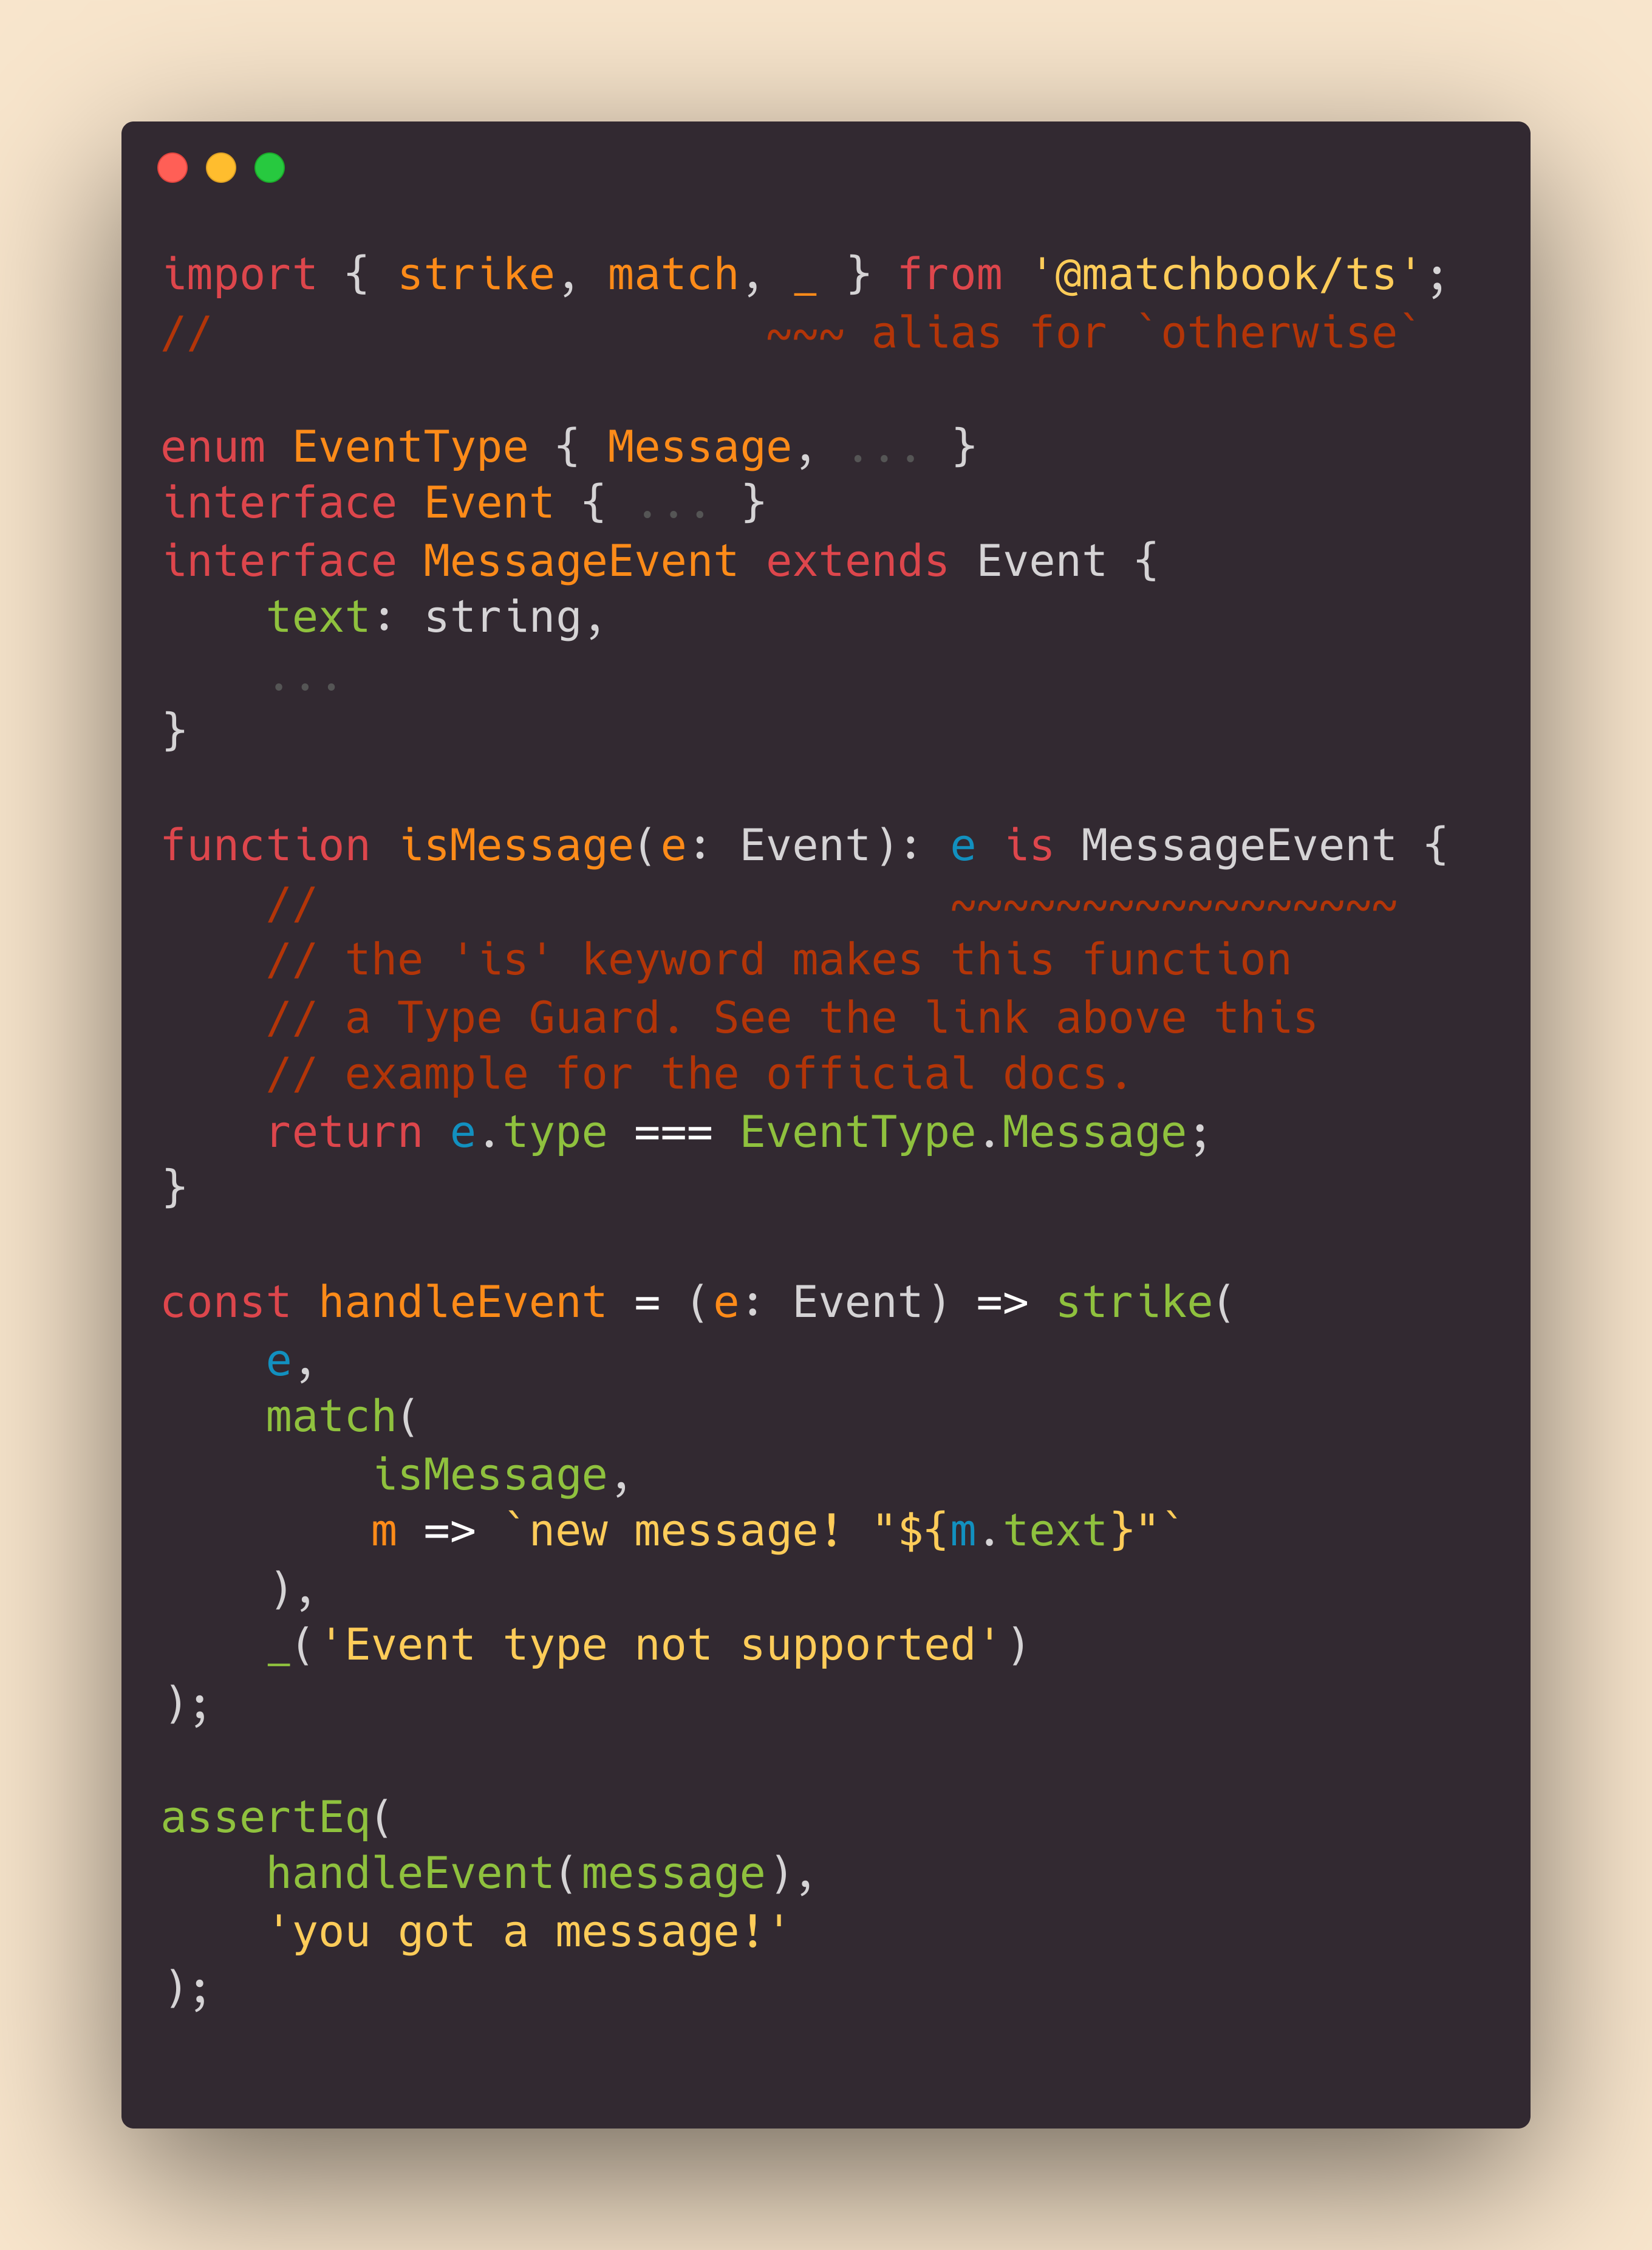 import { strike, match, _ } from '@matchbook/ts';
//                     ~~~ alias for `otherwise`
enum EventType { Message, ... }
interface Event { ... }
interface MessageEvent extends Event {
    text: string,
    ...
}
function isMessage(e: Event): e is MessageEvent {
    //                        ~~~~~~~~~~~~~~~~~
    // the 'is' keyword makes this function
    // a Type Guard. See the link above this
    // example for the official docs.
    return e.type === EventType.Message;
}
const handleEvent = (e: Event) => strike(
    e,
    match(
        isMessage,
        m => `new message! "${m.text}"`
    ),
    _('Event type not supported')
);
assertEq(
    handleEvent(message),
    'you got a message!'
);